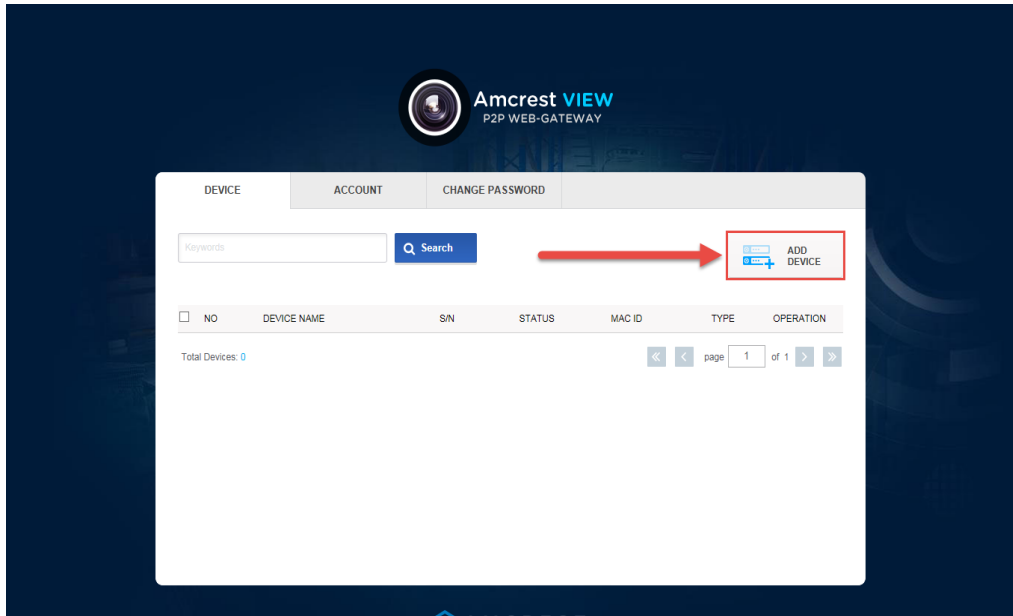 Amcrest VIEW
P2P WEB-GATEWAY
DEVICE ACCOUNT CHANGE PASSWORD
Keywords Search ADD
DEVICE
NO DEVICE NAME S/N STATUS MAC ID TYPE OPERATION
Total Devices: 0 page 1 of 1